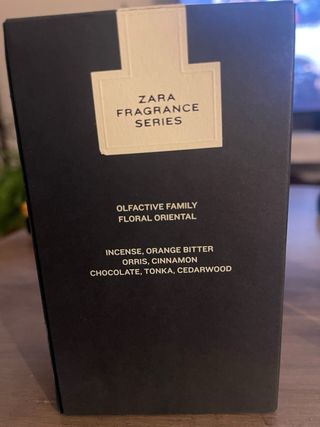 ZARA
FRAGRANCE
SERIES
OLFACTIVE FAMILY
FLORAL ORIENTAL
INCENSE, ORANGE BITTER
ORRIS, CINNAMON
CHOCOLATE, TONKA, CEDARWOOD